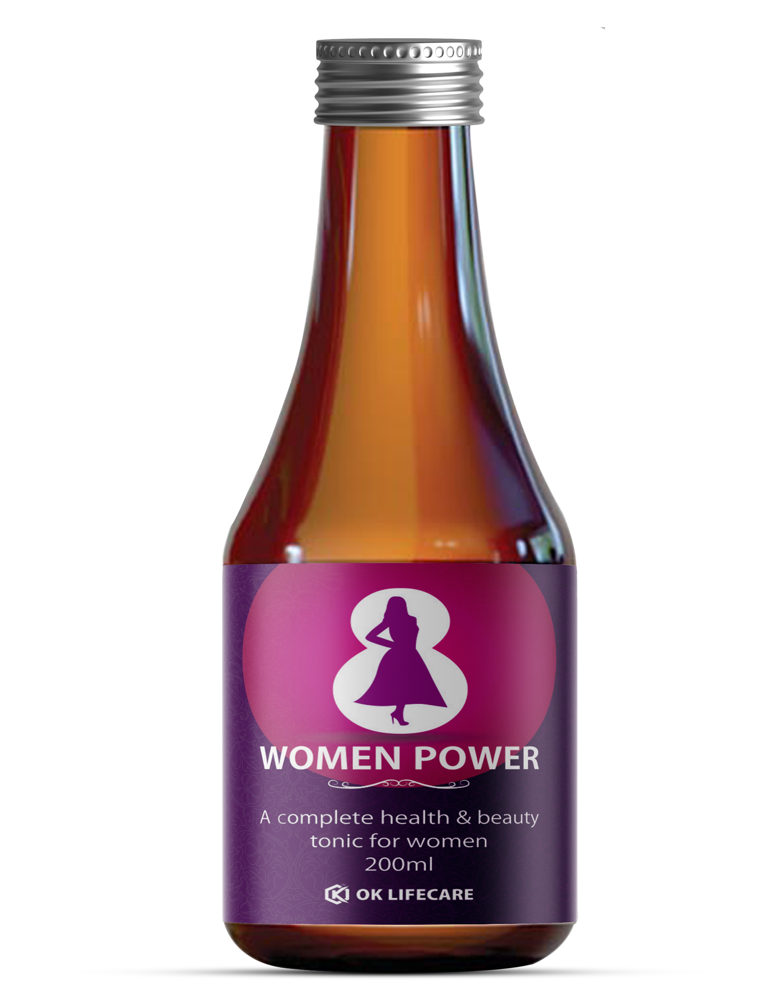 WOMEN POWER
A complete health & beauty
tonic for women
200ml
OK LIFECARE